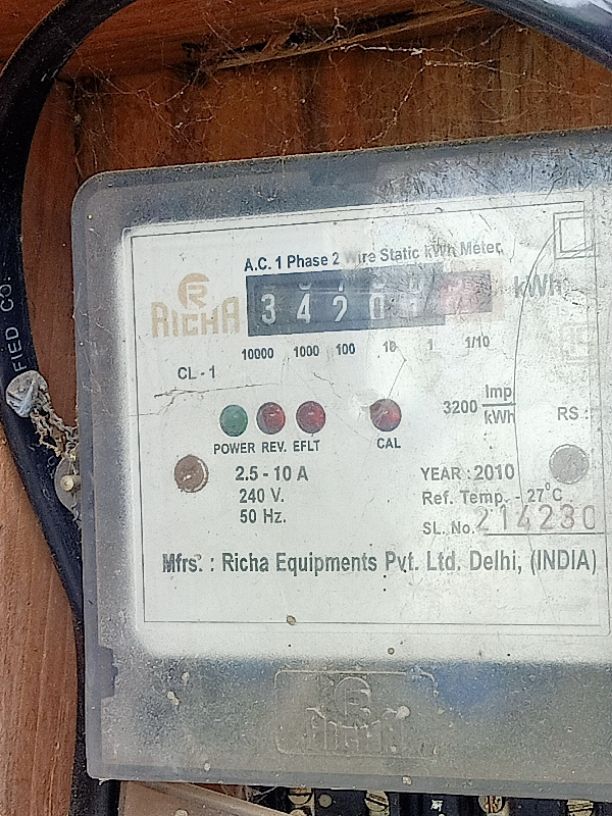 A.C. 1 Phase 2 Wire Static kWh Meter
RICHA
3 4 2 0
kWh
10000 1000 100 10 1 1/10
CL - 1
3200 Imp/kWh
RS :
POWER REV. EFLT
CAL
2.5 - 10 A
240 V.
50 Hz.
YEAR : 2010
Ref. Temp. - 27°C
SL. No. 214230
Mfrs. : Richa Equipments Pvt. Ltd. Delhi, (INDIA)
FIED CO.